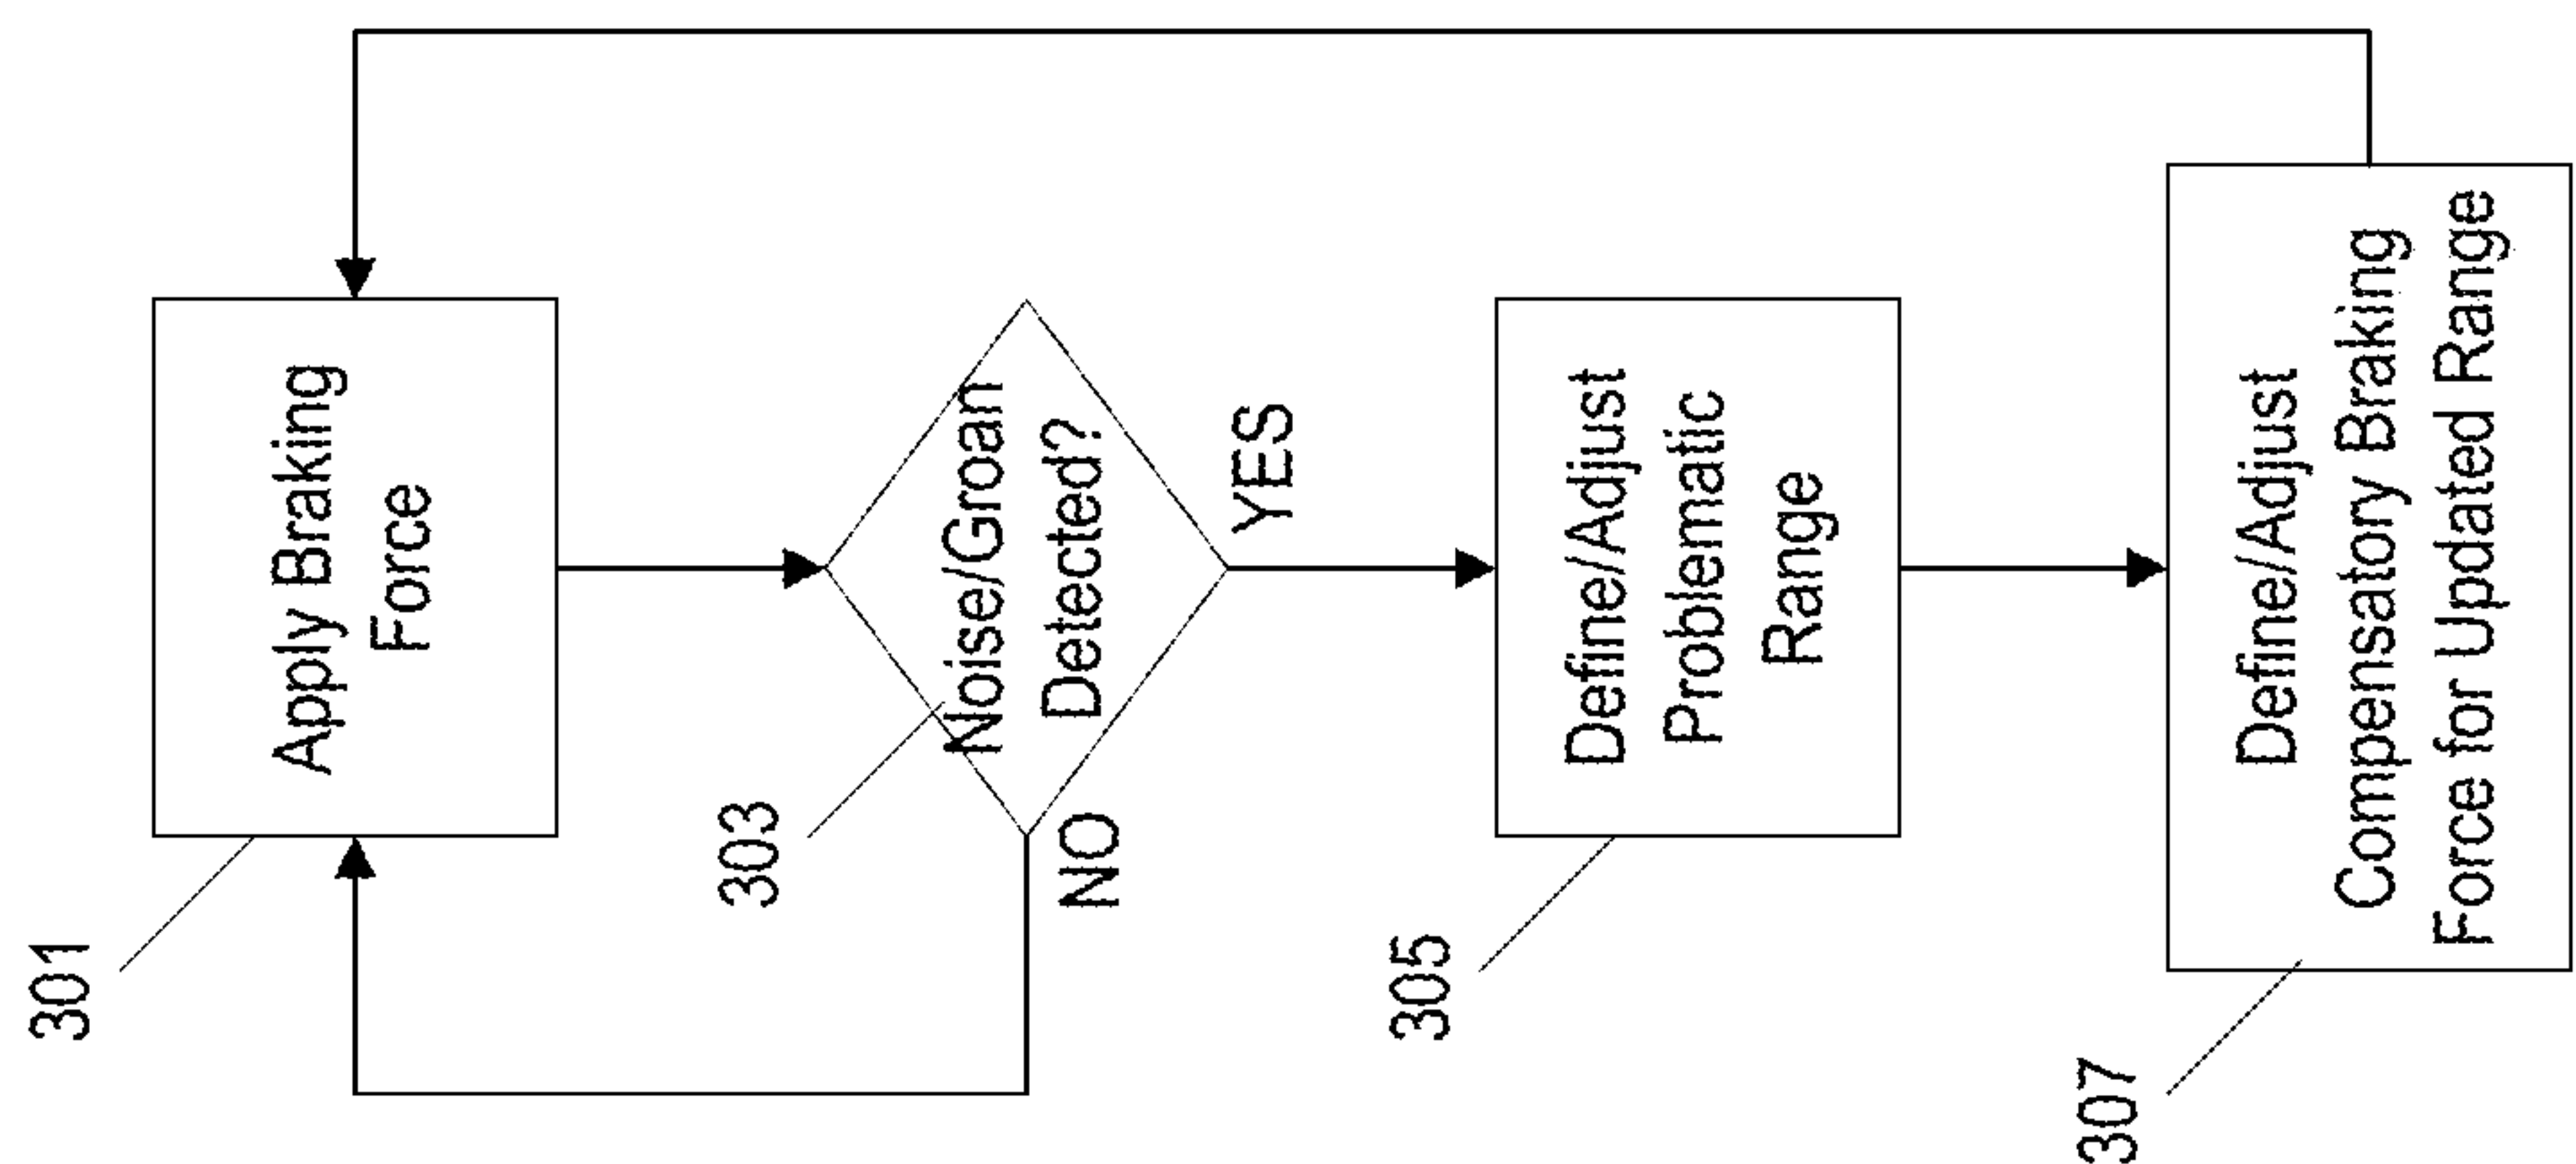 301
Apply Braking
Force
303
Noise/Groan
Detected?
NO
YES
305
Define/Adjust
Problematic
Range
307
Define/Adjust
Compensatory Braking
Force for Updated Range